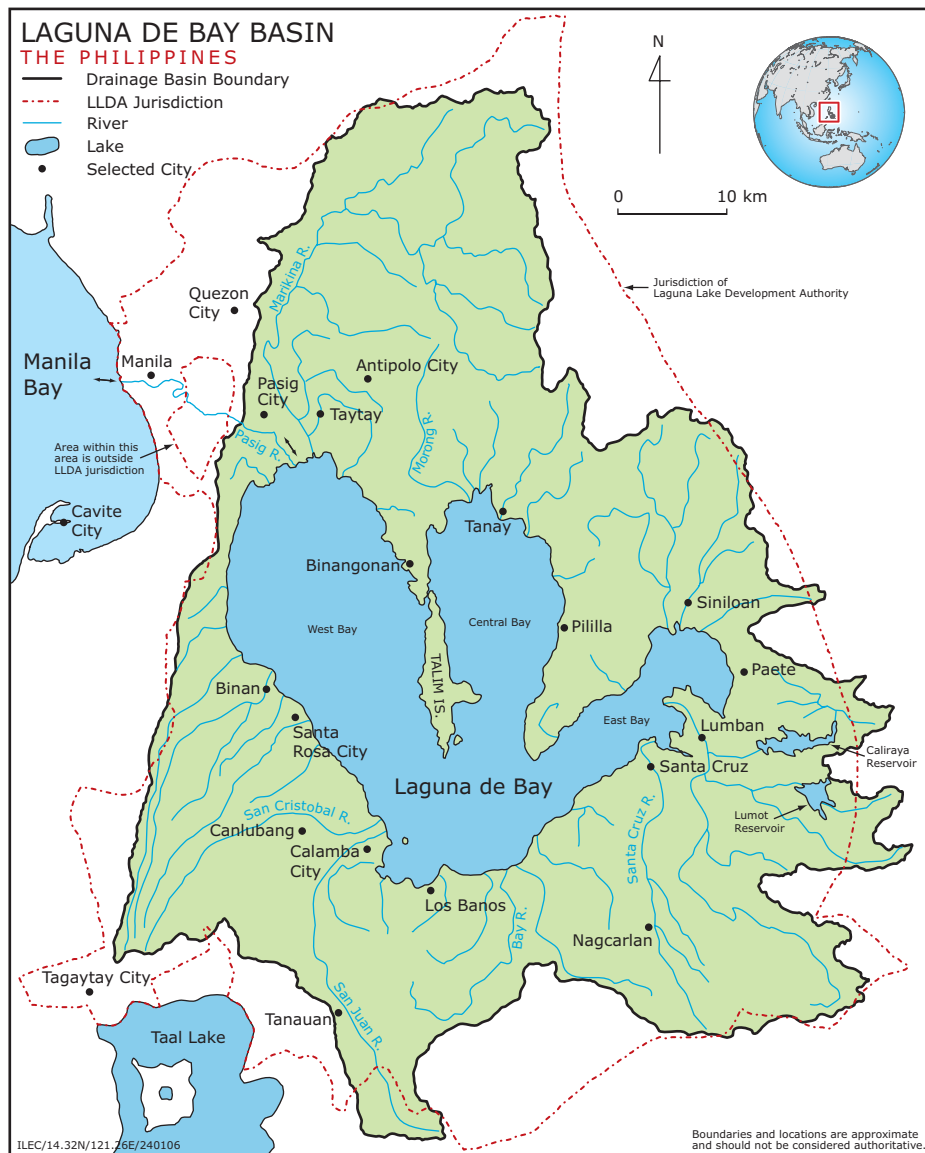 LAGUNA DE BAY BASIN
THE PHILIPPINES
Drainage Basin Boundary
LLDA Jurisdiction
River
Lake
Selected City
N
0
10 km
Jurisdiction of
Laguna Lake Development Authority
Marikina R.
Quezon
City
Manila
Bay
Manila
Antipolo City
Pasig
City
Taytay
Morong R.
Pasig R.
Area within this
area is outside
LLDA jurisdiction
Cavite
City
Tanay
Binangonan
Siniloan
West Bay
Central Bay
Pililla
TALIM IS.
Paete
Binan
East Bay
Santa
Rosa City
Lumban
Caliraya
Reservoir
Santa Cruz
Laguna de Bay
San Cristobal R.
Lumot
Reservoir
Canlubang
Calamba
City
Santa Cruz R.
Los Banos
Bay R.
Nagcarlan
Tagaytay City
San Juan R.
Tanauan
Taal Lake
ILEC/14.32N/121.26E/240106
Boundaries and locations are approximate
and should not be considered authoritative.